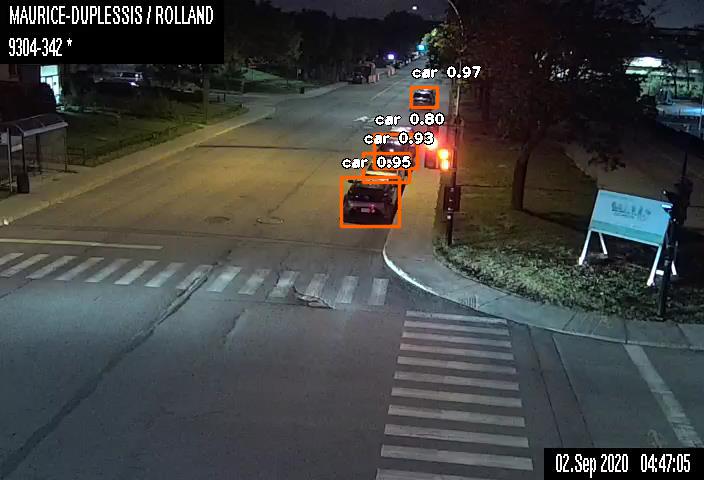 MAURICE-DUPLESSIS / ROLLAND
9304-342 *
car 0.97
car 0.80
car 0.93
car 0.95
02.Sep 2020 04:47:05